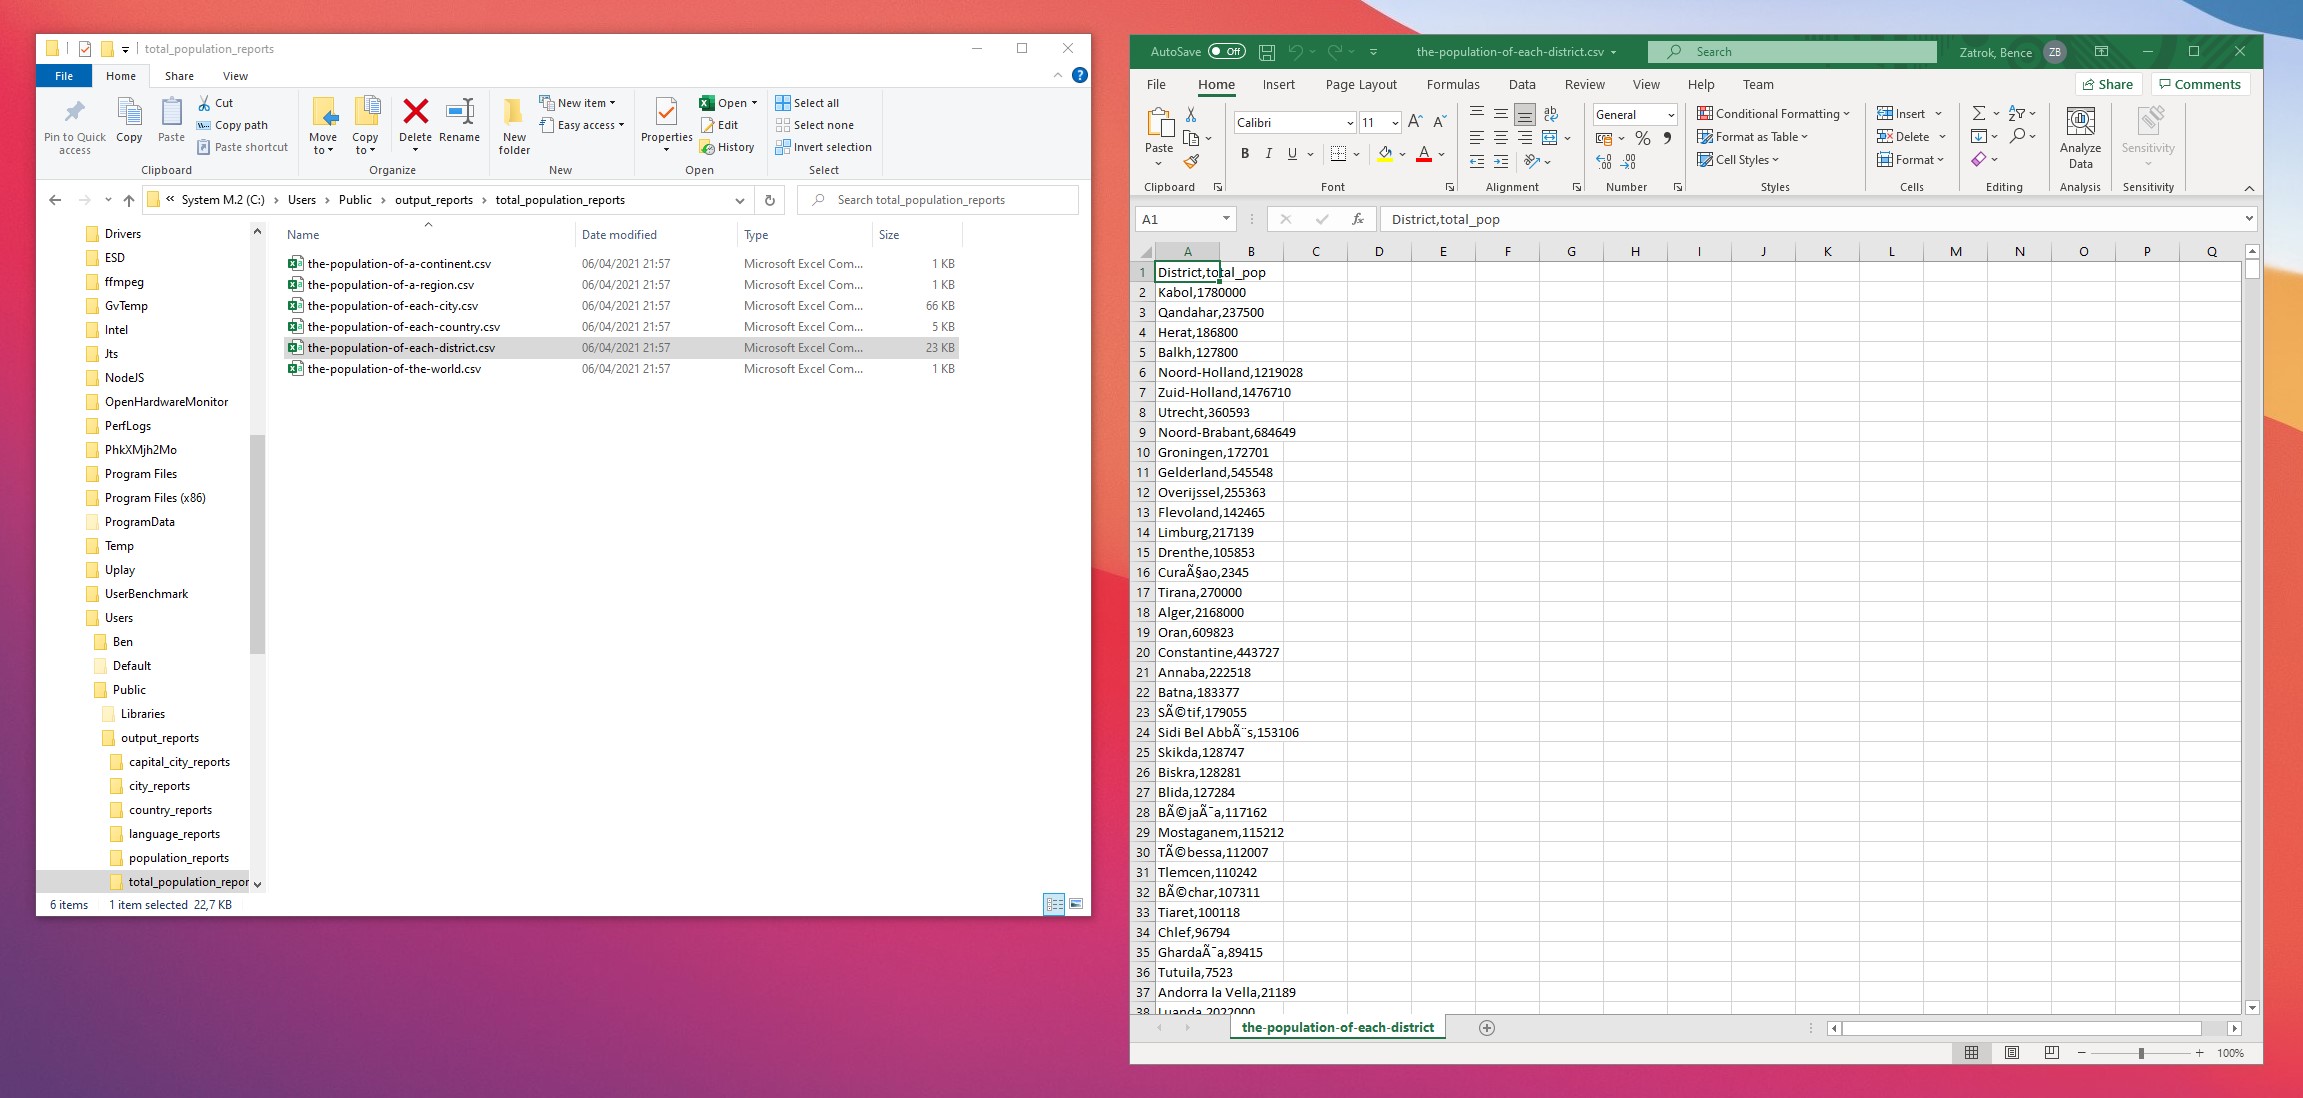 total_population_reports
File Home Share View
Pin to Quick access
Copy
Paste
Cut
Copy path
Paste shortcut
Clipboard
Move to
Copy to
Delete
Rename
Organize
New folder
New item
Easy access
New
Properties
Open
Edit
History
Open
Select all
Select none
Invert selection
Select
« System M.2 (C:) > Users > Public > output_reports > total_population_reports
Search total_population_reports
Drivers
ESD
ffmpeg
GvTemp
Intel
Jts
NodeJS
OpenHardwareMonitor
PerfLogs
PhkXMjh2Mo
Program Files
Program Files (x86)
ProgramData
Temp
Uplay
UserBenchmark
Users
Ben
Default
Public
Libraries
output_reports
capital_city_reports
city_reports
country_reports
language_reports
population_reports
total_population_repor
Name Date modified Type Size
the-population-of-a-continent.csv 06/04/2021 21:57 Microsoft Excel Com... 1 KB
the-population-of-a-region.csv 06/04/2021 21:57 Microsoft Excel Com... 1 KB
the-population-of-each-city.csv 06/04/2021 21:57 Microsoft Excel Com... 66 KB
the-population-of-each-country.csv 06/04/2021 21:57 Microsoft Excel Com... 5 KB
the-population-of-each-district.csv 06/04/2021 21:57 Microsoft Excel Com... 23 KB
the-population-of-the-world.csv 06/04/2021 21:57 Microsoft Excel Com... 1 KB
6 items 1 item selected 22,7 KB
AutoSave Off the-population-of-each-district.csv Search Zatrok, Bence ZB
File Home Insert Page Layout Formulas Data Review View Help Team Share Comments
Paste
Clipboard
Calibri 11
B I U
Font
Alignment
General
Number
Conditional Formatting
Format as Table
Cell Styles
Styles
Insert
Delete
Format
Cells
Editing
Analyze Data
Analysis
Sensitivity
Sensitivity
A1 fx District,total_pop
A B C D E F G H I J K L M N O P Q
1 District,total_pop
2 Kabol,1780000
3 Qandahar,237500
4 Herat,186800
5 Balkh,127800
6 Noord-Holland,1219028
7 Zuid-Holland,1476710
8 Utrecht,360593
9 Noord-Brabant,684649
10 Groningen,172701
11 Gelderland,545548
12 Overijssel,255363
13 Flevoland,142465
14 Limburg,217139
15 Drenthe,105853
16 CuraÃ§ao,2345
17 Tirana,270000
18 Alger,2168000
19 Oran,609823
20 Constantine,443727
21 Annaba,222518
22 Batna,183377
23 SÃ©tif,179055
24 Sidi Bel AbbÃ¨s,153106
25 Skikda,128747
26 Biskra,128281
27 Blida,127284
28 BÃ©jaÃ¯a,117162
29 Mostaganem,115212
30 TÃ©bessa,112007
31 Tlemcen,110242
32 BÃ©char,107311
33 Tiaret,100118
34 Chlef,96794
35 GhardaÃ¯a,89415
36 Tutuila,7523
37 Andorra la Vella,21189
38 Luanda,2022000
the-population-of-each-district
100%